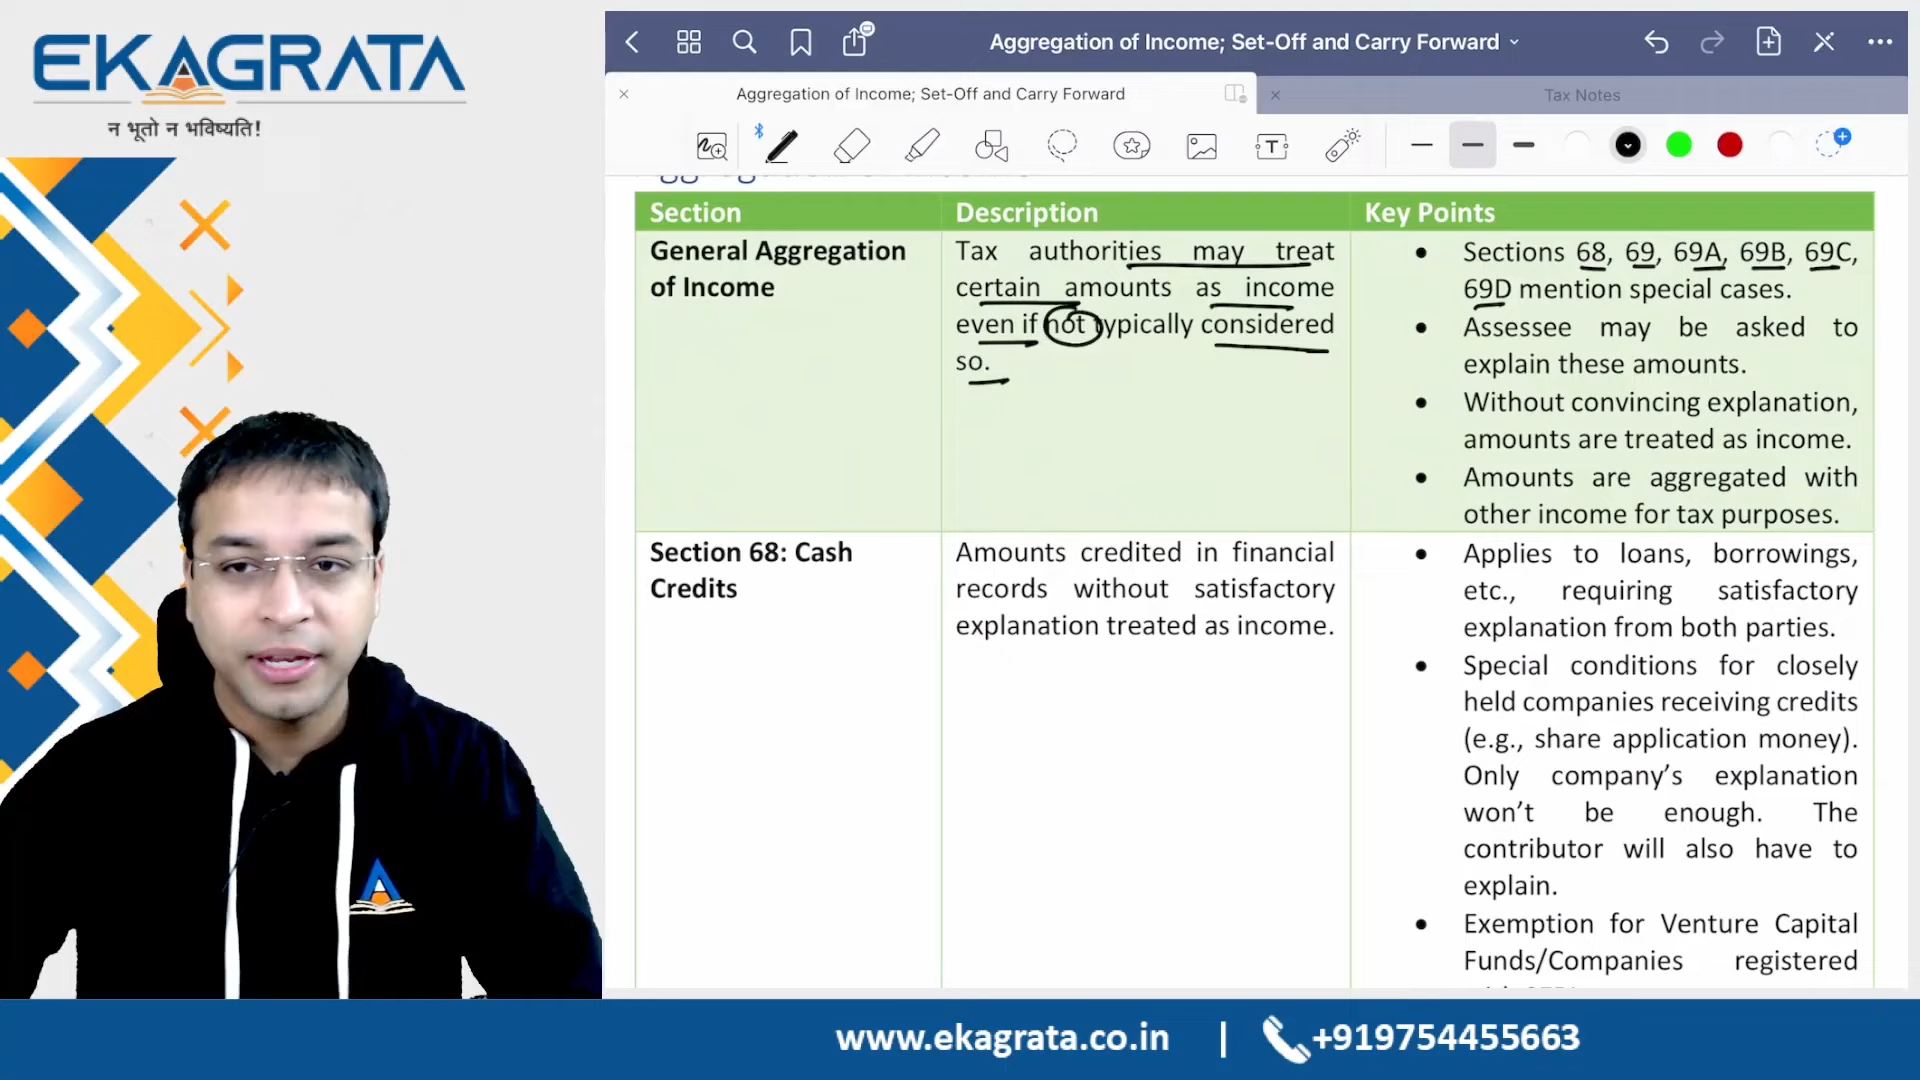 EKAGRATA
न भूतो न भविष्यति!
Aggregation of Income; Set-Off and Carry Forward
Aggregation of Income; Set-Off and Carry Forward
Tax Notes
Section
Description
Key Points
General Aggregation
of Income
Tax authorities may treat
certain amounts as income
even if not typically considered
so.
Sections 68, 69, 69A, 69B, 69C,
69D mention special cases.
Assessee may be asked to
explain these amounts.
Without convincing explanation,
amounts are treated as income.
Amounts are aggregated with
other income for tax purposes.
Section 68: Cash
Credits
Amounts credited in financial
records without satisfactory
explanation treated as income.
Applies to loans, borrowings,
etc., requiring satisfactory
explanation from both parties.
Special conditions for closely
held companies receiving credits
(e.g., share application money).
Only company’s explanation
won’t be enough. The
contributor will also have to
explain.
Exemption for Venture Capital
Funds/Companies registered
www.ekagrata.co.in | +919754455663